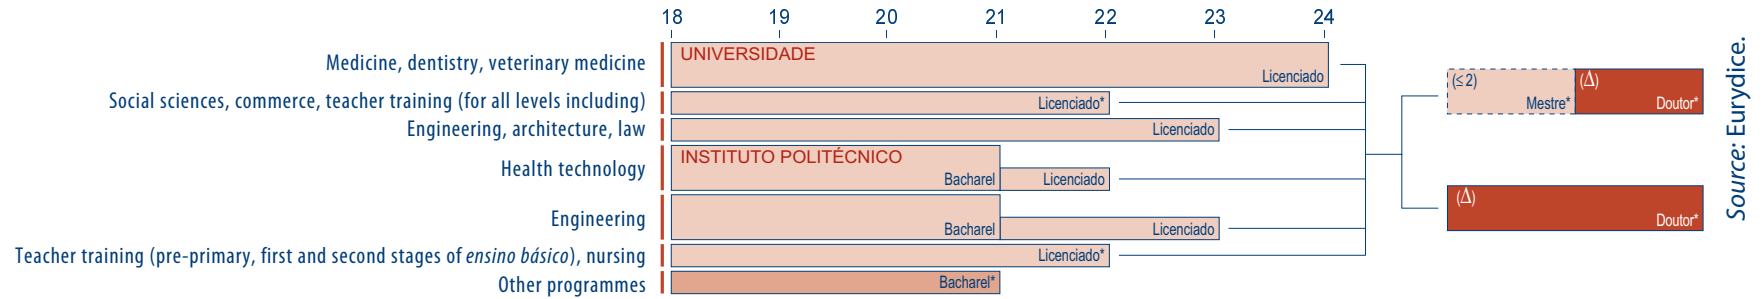 18 19 20 21 22 23 24
Medicine, dentistry, veterinary medicine
UNIVERSIDADE
Licenciado
Social sciences, commerce, teacher training (for all levels including)
Licenciado*
Engineering, architecture, law
Licenciado
Health technology
INSTITUTO POLITÉCNICO
Bacharel
Licenciado
Engineering
Bacharel
Licenciado
Teacher training (pre-primary, first and second stages of ensino básico), nursing
Licenciado*
Other programmes
Bacharel*
(≤ 2)
Mestre*
(Δ)
Doutor*
(Δ)
Doutor*
Source: Eurydice.